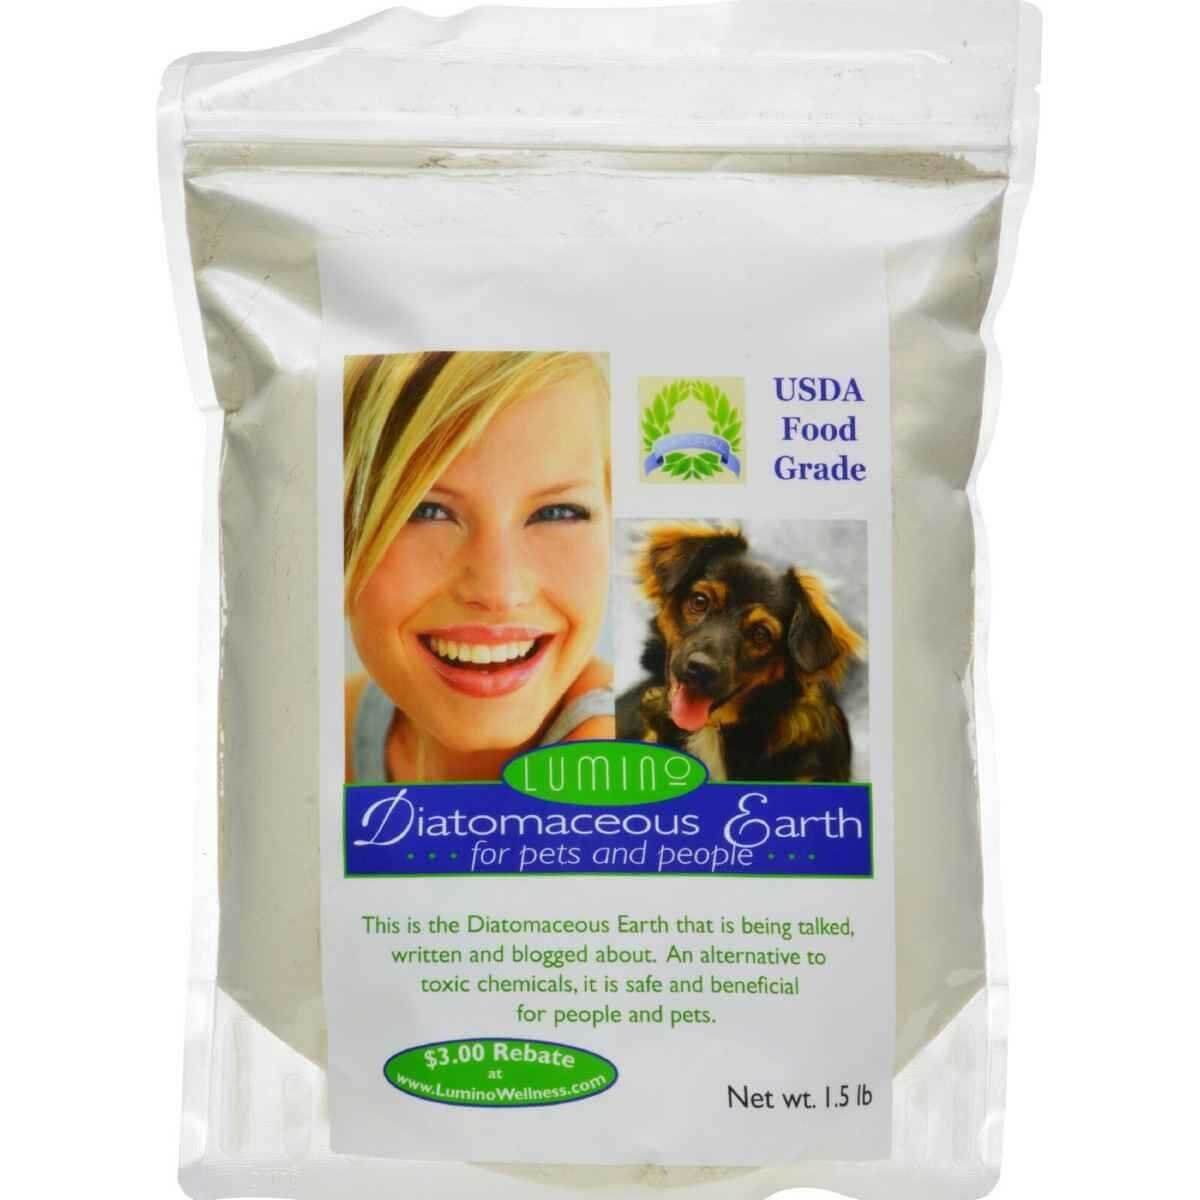 USDA
Food
Grade
LUMINO
Diatomaceous Earth
for pets and people
This is the Diatomaceous Earth that is being talked,
written and blogged about. An alternative to
toxic chemicals, it is safe and beneficial
for people and pets.
$3.00 Rebate
at
www.LuminoWellness.com
Net wt. 1.5 lb